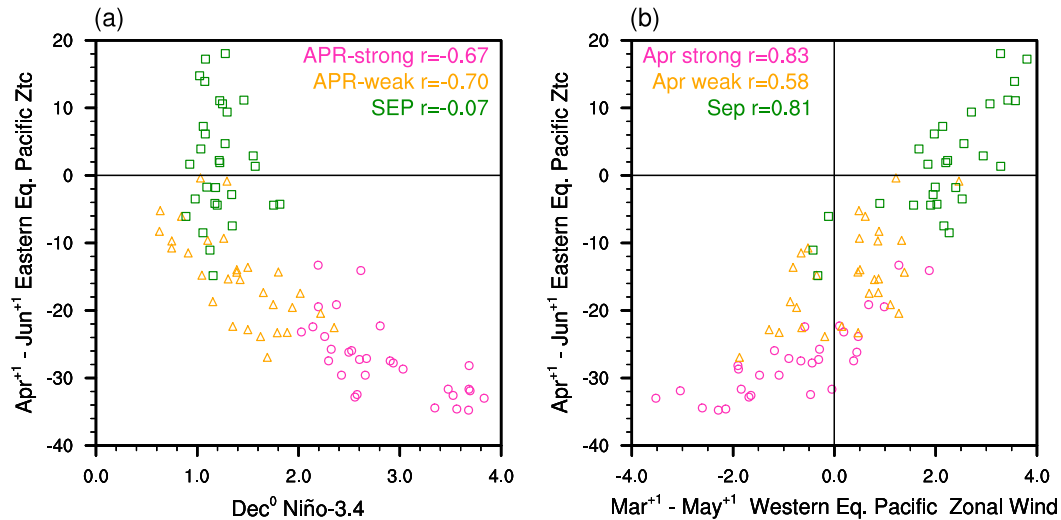 (a)
APR-strong r=-0.67
APR-weak r=-0.70
SEP r=-0.07
20
10
0
-10
-20
-30
-40
Apr⁺¹ - Jun⁺¹ Eastern Eq. Pacific Ztc
0.0 1.0 2.0 3.0 4.0
Dec⁰ Niño-3.4
(b)
Apr strong r=0.83
Apr weak r=0.58
Sep r=0.81
20
10
0
-10
-20
-30
-40
Apr⁺¹ - Jun⁺¹ Eastern Eq. Pacific Ztc
-4.0 -2.0 0.0 2.0 4.0
Mar⁺¹ - May⁺¹ Western Eq. Pacific Zonal Wind